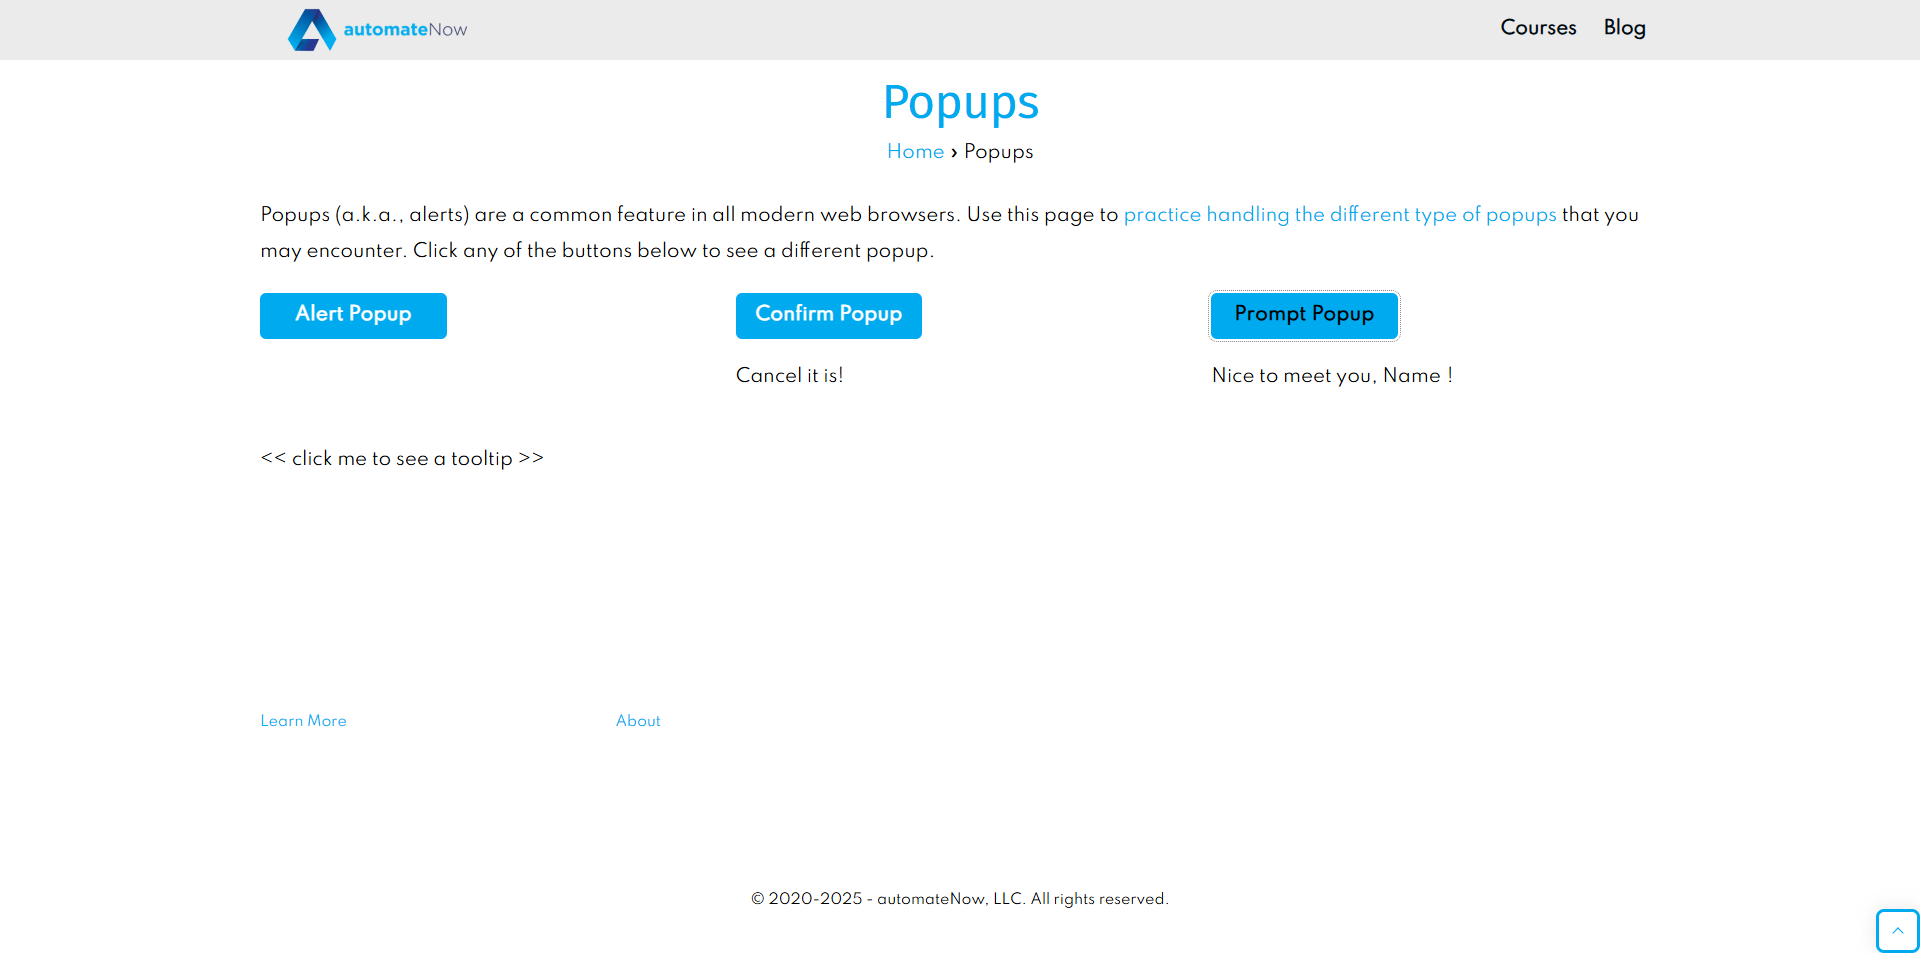 automateNow
Courses Blog
Popups
Home › Popups
Popups (a.k.a., alerts) are a common feature in all modern web browsers. Use this page to practice handling the different type of popups that you
may encounter. Click any of the buttons below to see a different popup.
Alert Popup
Confirm Popup
Prompt Popup
Cancel it is!
Nice to meet you, Name !
<< click me to see a tooltip >>
Learn More
About
© 2020-2025 - automateNow, LLC. All rights reserved.